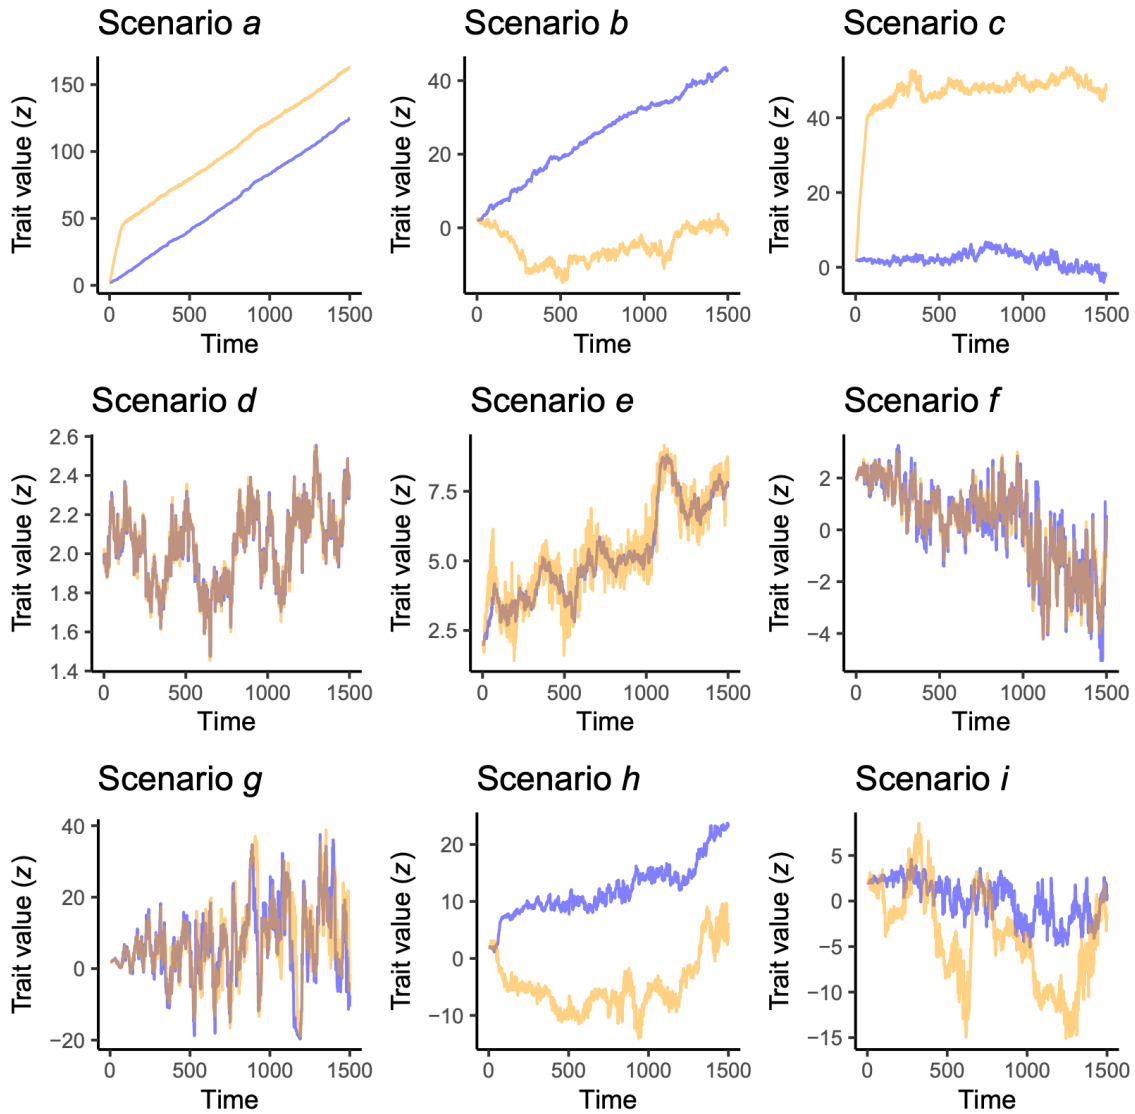 Scenario a
Scenario b
Scenario c
Trait value (z)
150
100
50
0
0
500
1000
1500
Time
Trait value (z)
40
20
0
0
500
1000
1500
Time
Trait value (z)
40
20
0
0
500
1000
1500
Time
Scenario d
Scenario e
Scenario f
Trait value (z)
2.6
2.4
2.2
2.0
1.8
1.6
1.4
0
500
1000
1500
Time
Trait value (z)
7.5
5.0
2.5
0
500
1000
1500
Time
Trait value (z)
2
0
−2
−4
0
500
1000
1500
Time
Scenario g
Scenario h
Scenario i
Trait value (z)
40
20
0
−20
0
500
1000
1500
Time
Trait value (z)
20
10
0
−10
0
500
1000
1500
Time
Trait value (z)
5
0
−5
−10
−15
0
500
1000
1500
Time